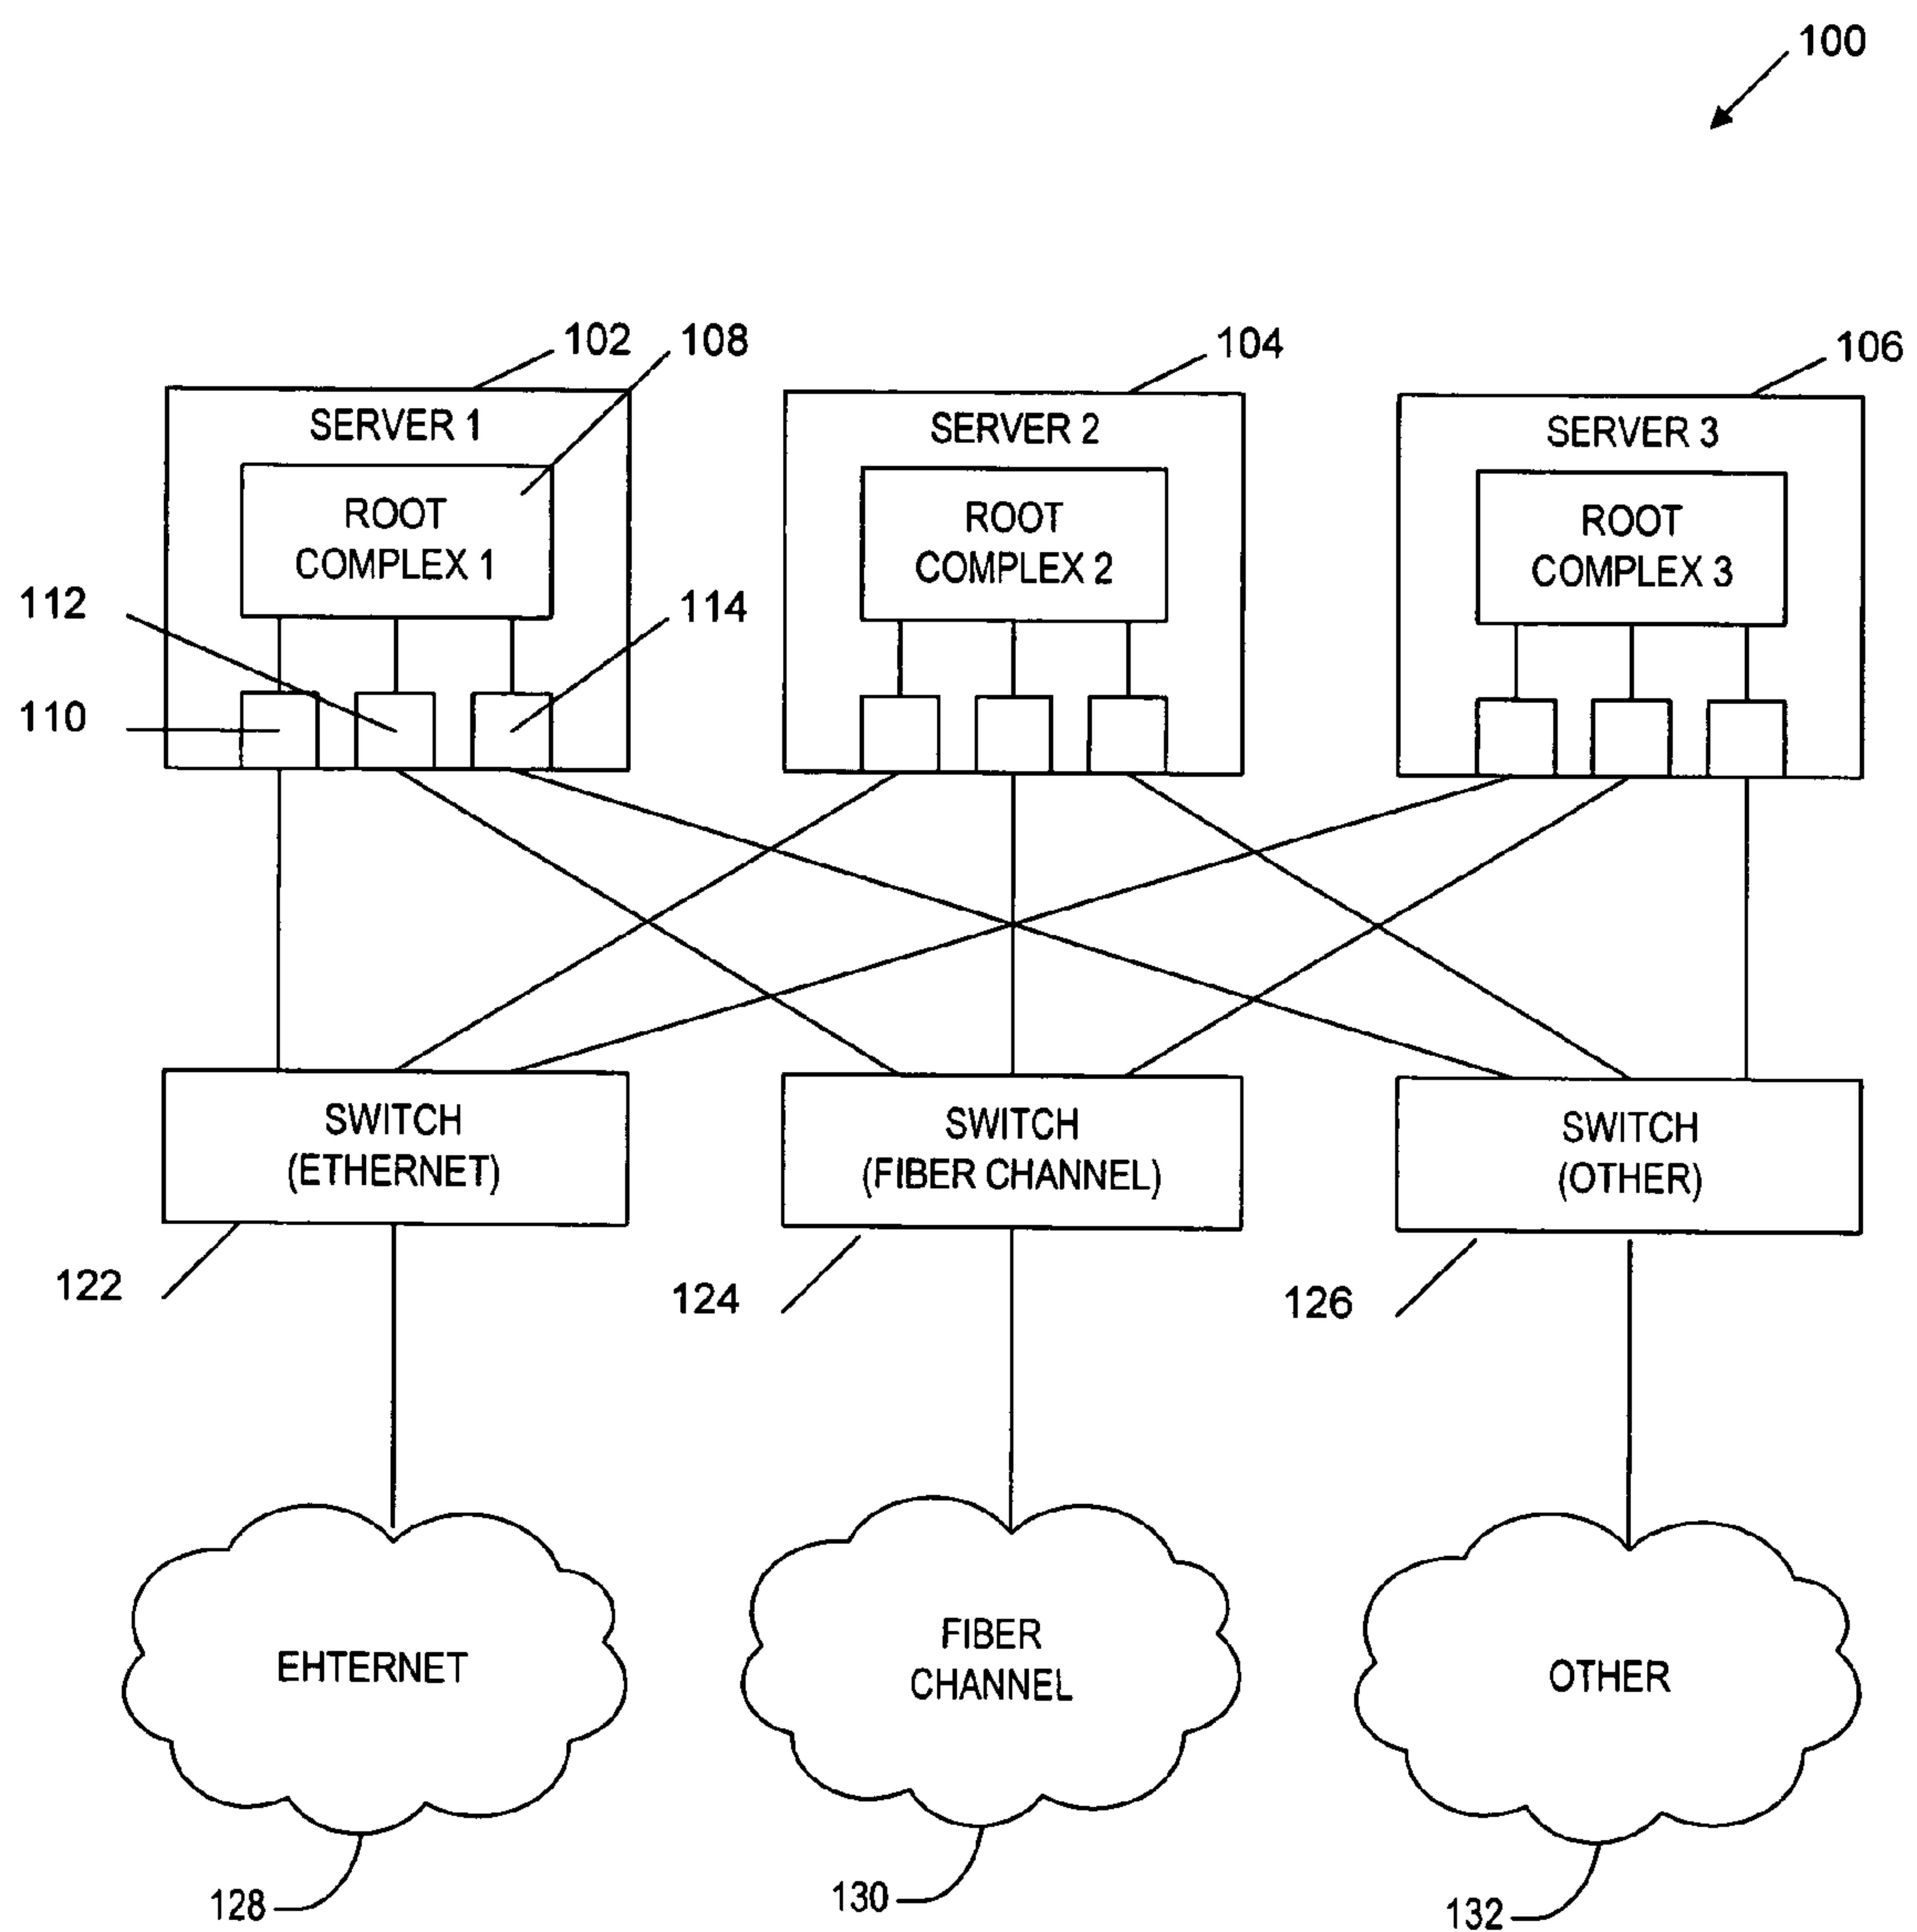 100
102
108
104
106
SERVER 1
SERVER 2
SERVER 3
ROOT
COMPLEX 1
ROOT
COMPLEX 2
ROOT
COMPLEX 3
112
114
110
SWITCH
(ETHERNET)
SWITCH
(FIBER CHANNEL)
SWITCH
(OTHER)
122
124
126
EHTERNET
FIBER
CHANNEL
OTHER
128
130
132